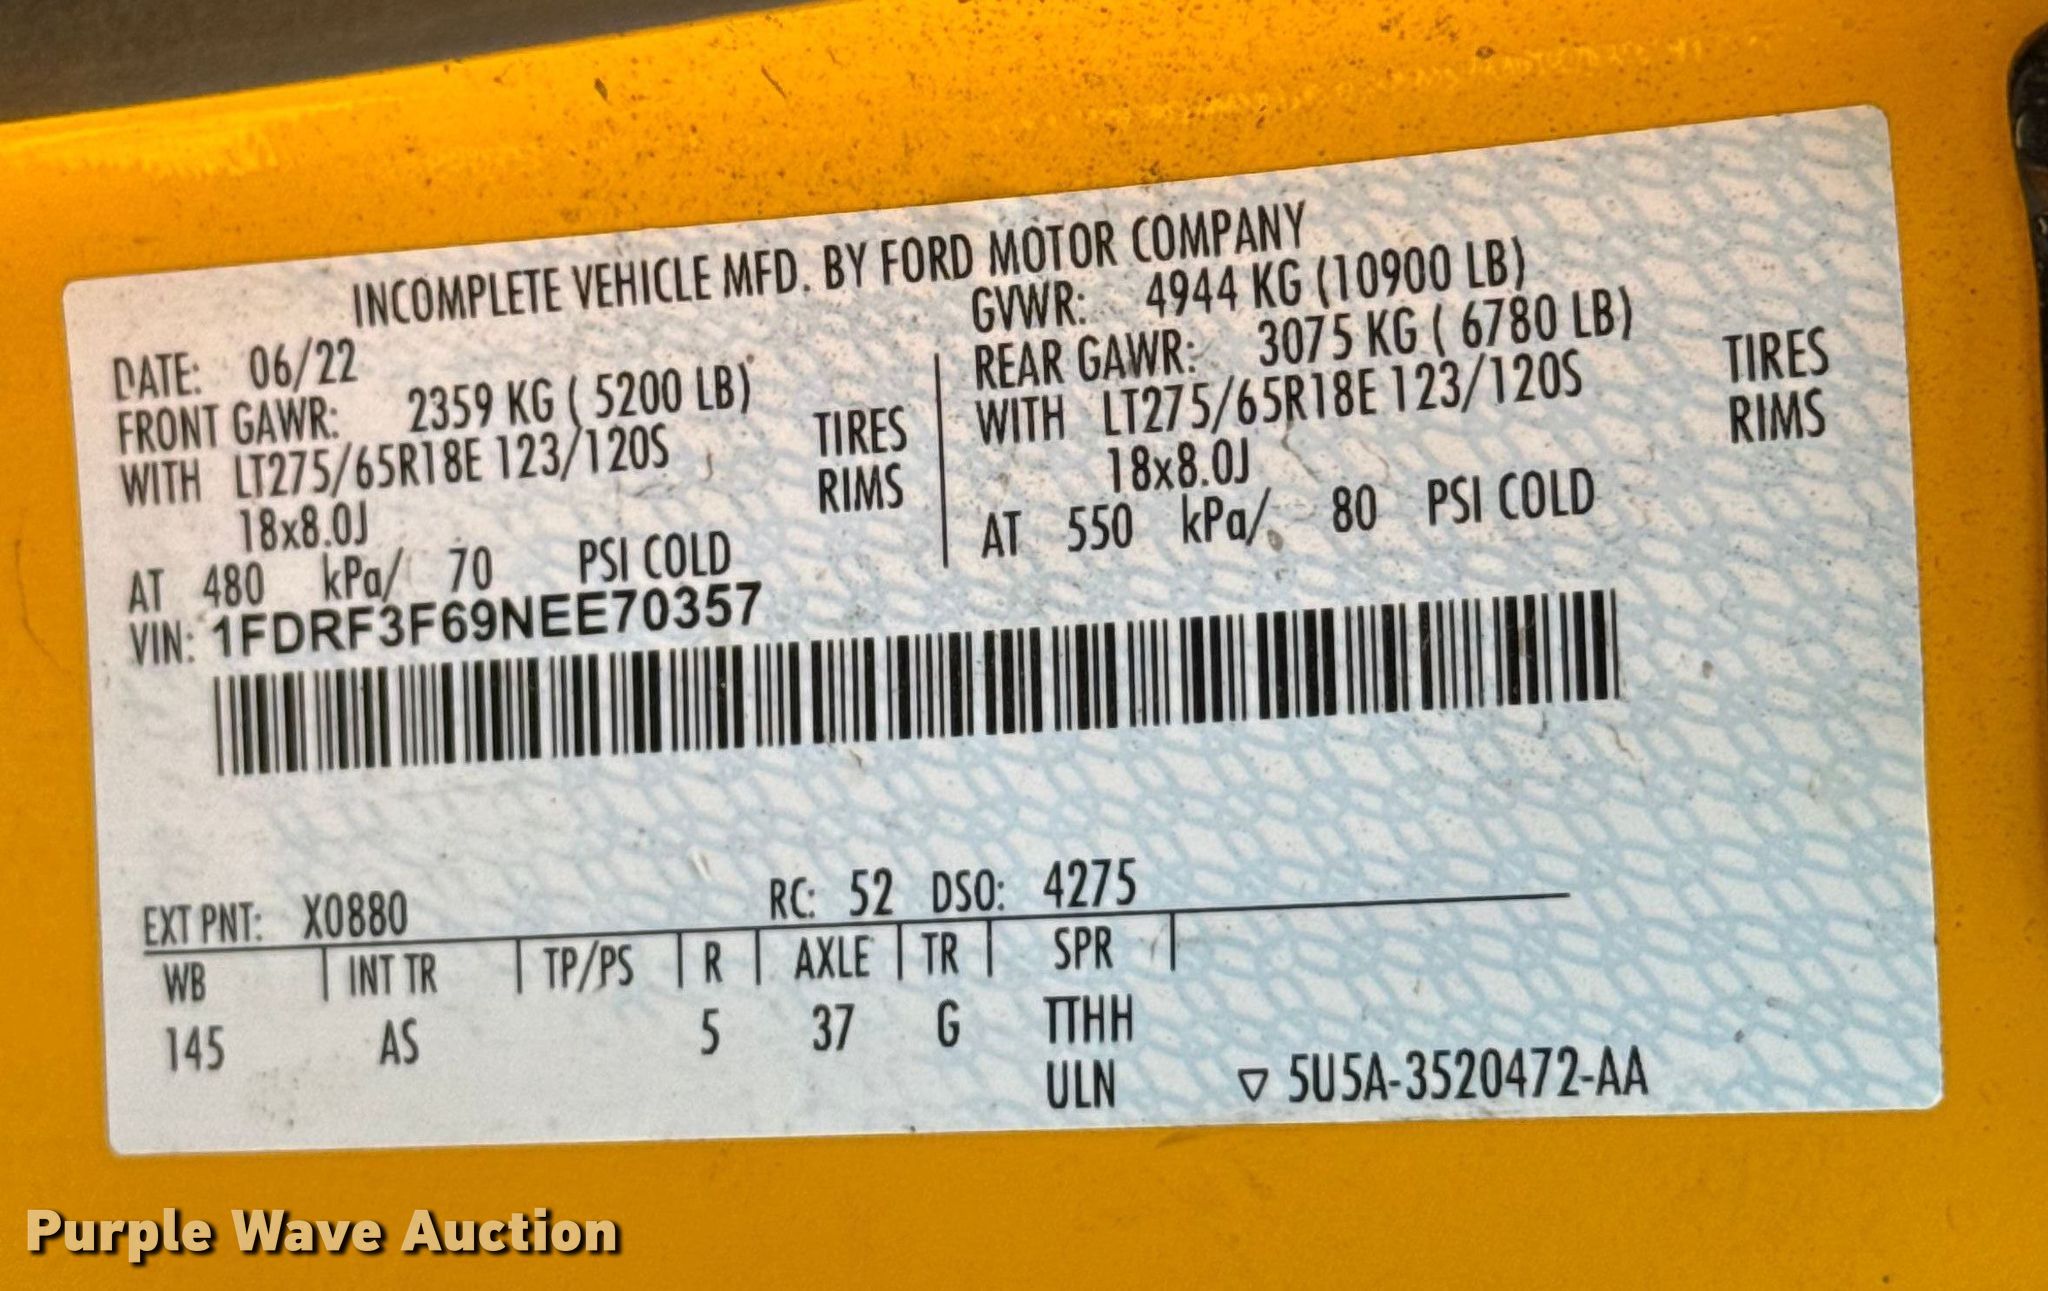 INCOMPLETE VEHICLE MFD. BY FORD MOTOR COMPANY
DATE: 06/22
FRONT GAWR: 2359 KG ( 5200 LB)
WITH LT275/65R18E 123/120S TIRES
18x8.0J RIMS
AT 480 kPa/ 70 PSI COLD
GVWR: 4944 KG (10900 LB)
REAR GAWR: 3075 KG ( 6780 LB)
WITH LT275/65R18E 123/120S TIRES
18x8.0J RIMS
AT 550 kPa/ 80 PSI COLD
VIN: 1FDRF3F69NEE70357
EXT PNT: X0880 RC: 52 DSO: 4275
WB | INT TR | TP/PS | R | AXLE | TR | SPR |
145 AS 5 37 G TTHH
ULN ▽ 5U5A-3520472-AA
Purple Wave Auction